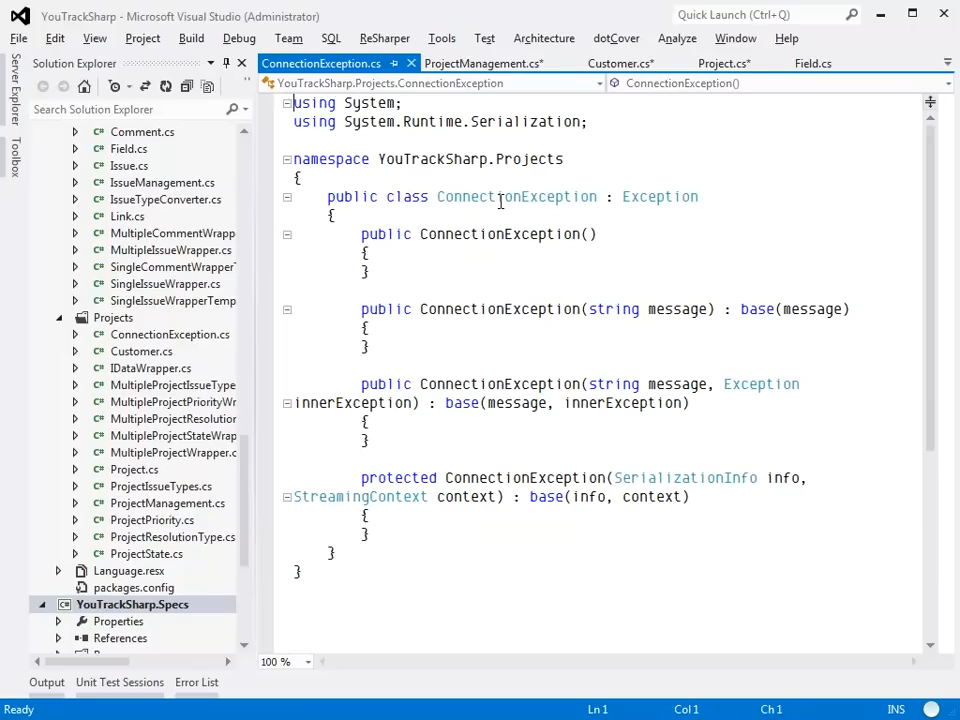 YouTrackSharp - Microsoft Visual Studio (Administrator)
Quick Launch (Ctrl+Q)
File Edit View Project Build Debug Team SQL ReSharper Tools Test Architecture dotCover Analyze Window Help
Server Explorer
Toolbox
Solution Explorer
Search Solution Explorer
Comment.cs
Field.cs
Issue.cs
IssueManagement.cs
IssueTypeConverter.cs
Link.cs
MultipleCommentWrapp
MultipleIssueWrapper.cs
SingleCommentWrapperT
SingleIssueWrapper.cs
SingleIssueWrapperTemp
Projects
ConnectionException.cs
Customer.cs
IDataWrapper.cs
MultipleProjectIssueType
MultipleProjectPriorityWr
MultipleProjectResolution
MultipleProjectStateWrap
MultipleProjectWrapper.c
Project.cs
ProjectIssueTypes.cs
ProjectManagement.cs
ProjectPriority.cs
ProjectResolutionType.cs
ProjectState.cs
Language.resx
packages.config
YouTrackSharp.Specs
Properties
References
ConnectionException.cs ProjectManagement.cs* Customer.cs* Project.cs* Field.cs
YouTrackSharp.Projects.ConnectionException ConnectionException()
using System;
using System.Runtime.Serialization;
namespace YouTrackSharp.Projects
{
public class ConnectionException : Exception
{
public ConnectionException()
{
}
public ConnectionException(string message) : base(message)
{
}
public ConnectionException(string message, Exception
innerException) : base(message, innerException)
{
}
protected ConnectionException(SerializationInfo info,
StreamingContext context) : base(info, context)
{
}
}
}
100 %
Output Unit Test Sessions Error List
Ready Ln 1 Col 1 Ch 1 INS